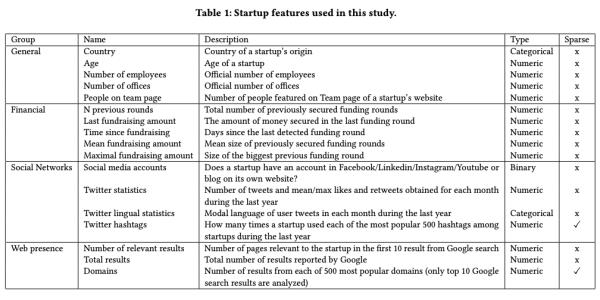 Table 1: Startup features used in this study.
Group Name Description Type Sparse
General Country Country of a startup's origin Categorical x
Age Age of a startup Numeric x
Number of employees Official number of employees Numeric x
Number of offices Official number of offices Numeric x
People on team page Number of people featured on Team page of a startup's website Numeric x
Financial N previous rounds Total number of previously secured funding rounds Numeric x
Last fundraising amount The amount of money secured in the last funding round Numeric x
Time since fundraising Days since the last detected funding round Numeric x
Mean fundraising amount Mean size of previously secured funding rounds Numeric x
Maximal fundraising amount Size of the biggest previous funding round Numeric x
Social Networks Social media accounts Does a startup have an account in Facebook/Linkedin/Instagram/Youtube or Binary x
blog on its own website?
Twitter statistics Number of tweets and mean/max likes and retweets obtained for each month Numeric x
during the last year
Twitter lingual statistics Modal language of user tweets in each month during the last year Categorical x
Twitter hashtags How many times a startup used each of the most popular 500 hashtags among Numeric ✓
startups during the last year
Web presence Number of relevant results Number of pages relevant to the startup in the first 10 result from Google search Numeric x
Total results Total number of results reported by Google Numeric x
Domains Number of results from each of 500 most popular domains (only top 10 Google Numeric ✓
search results are analyzed)